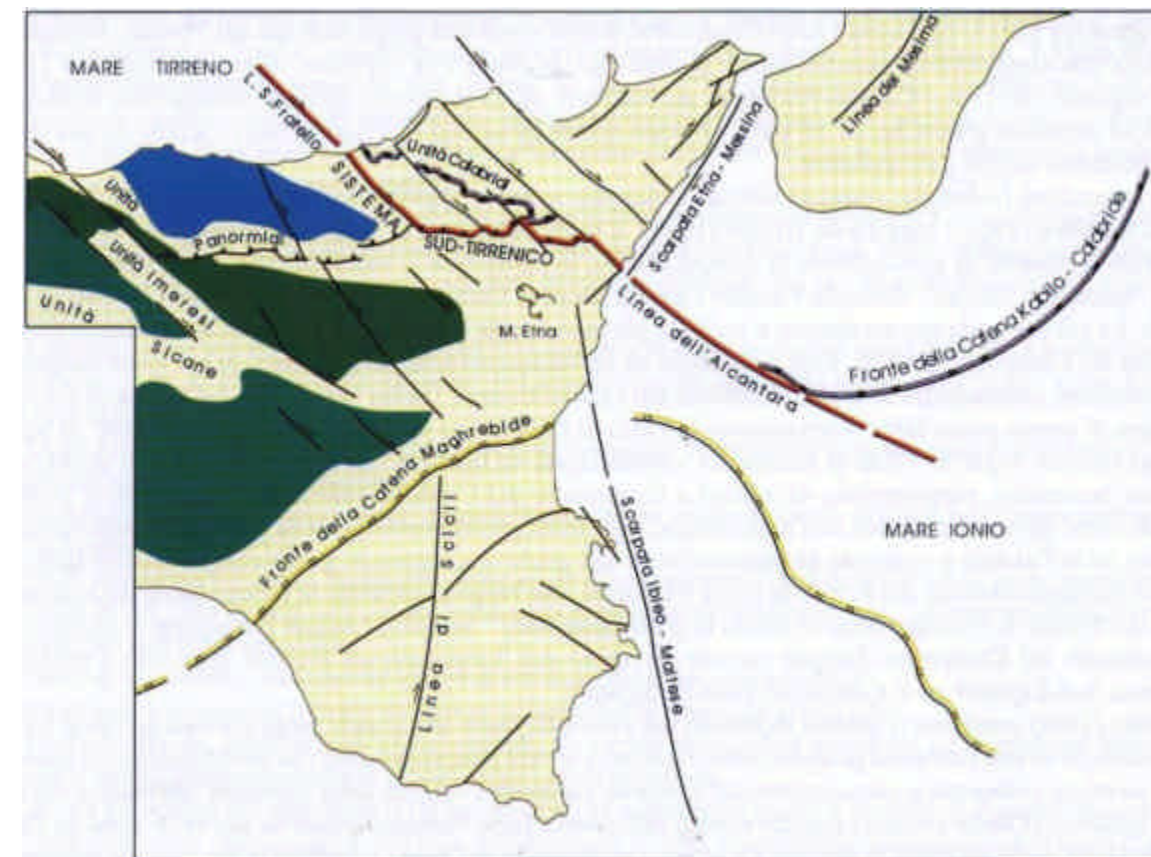 MARE TIRRENO
L. S. Fratello
SISTEMA
SUD-TIRRENICO
Unità Calabridi
Linea del Mesima
Scarpata Etna - Messina
Unità
Panormidi
Unità Imeresi
Unità
Sicane
M. Etna
Linea dell'Alcantara
Fronte della Catena Kabilo - Calabride
Fronte della Catena Maghrebide
Linea di Scicli
Scarpata Ibleo - Maltese
MARE IONIO